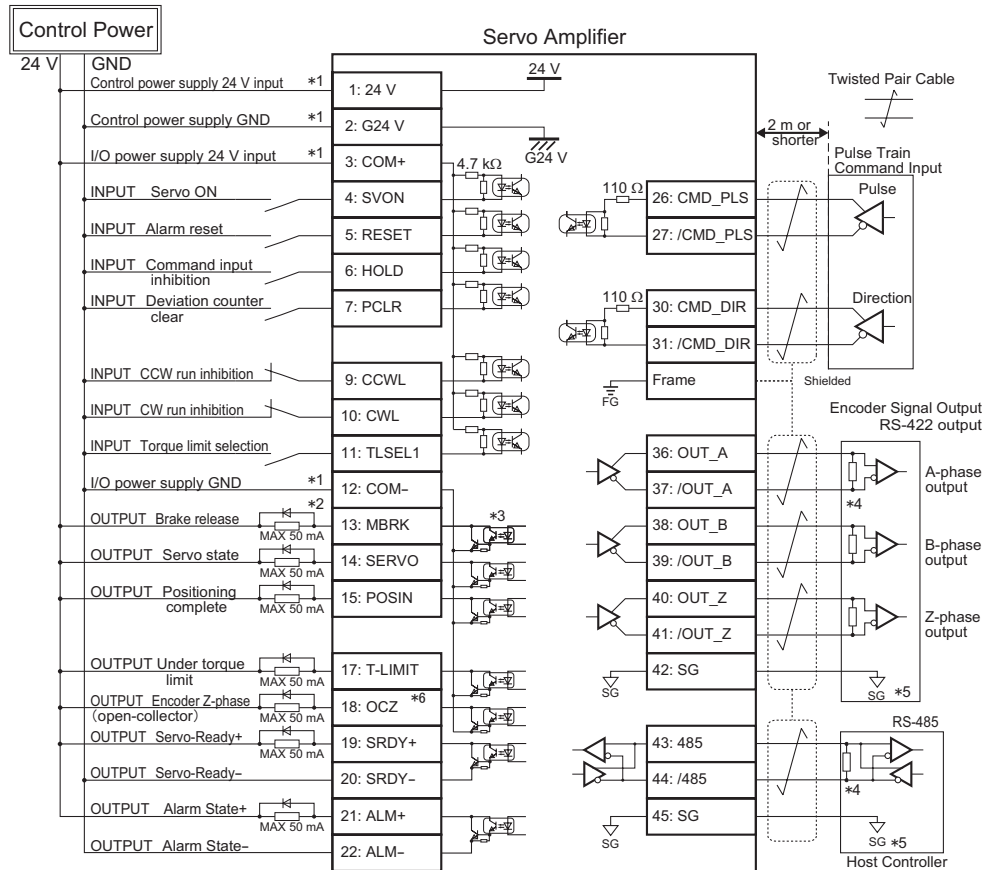 Control Power
Servo Amplifier
24 V
GND
Control power supply 24 V input *1
1: 24 V
24 V
Control power supply GND *1
2: G24 V
G24 V
I/O power supply 24 V input *1
3: COM+
4.7 kΩ
INPUT Servo ON
4: SVON
INPUT Alarm reset
5: RESET
INPUT Command input
inhibition
6: HOLD
INPUT Deviation counter
clear
7: PCLR
INPUT CCW run inhibition
9: CCWL
INPUT CW run inhibition
10: CWL
INPUT Torque limit selection
11: TLSEL1
I/O power supply GND *1
12: COM−
*2
OUTPUT Brake release
MAX 50 mA
13: MBRK
*3
OUTPUT Servo state
MAX 50 mA
14: SERVO
OUTPUT Positioning
complete
MAX 50 mA
15: POSIN
OUTPUT Under torque
limit
MAX 50 mA
17: T-LIMIT
OUTPUT Encoder Z-phase
(open-collector)
MAX 50 mA
18: OCZ *6
OUTPUT Servo-Ready+
MAX 50 mA
19: SRDY+
OUTPUT Servo-Ready−
20: SRDY−
OUTPUT Alarm State+
MAX 50 mA
21: ALM+
OUTPUT Alarm State−
22: ALM−
Twisted Pair Cable
2 m or
shorter
Pulse Train
Command Input
110 Ω
26: CMD_PLS
27: /CMD_PLS
Pulse
110 Ω
30: CMD_DIR
31: /CMD_DIR
Direction
FG
Frame
Shielded
Encoder Signal Output
RS-422 output
36: OUT_A
37: /OUT_A
*4
A-phase
output
38: OUT_B
39: /OUT_B
B-phase
output
40: OUT_Z
41: /OUT_Z
Z-phase
output
SG
42: SG
SG *5
RS-485
43: 485
44: /485
*4
SG
45: SG
SG *5
Host Controller